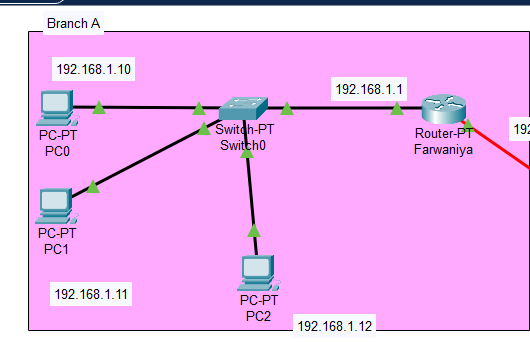 Branch A
192.168.1.10
192.168.1.1
PC-PT
PC0
Switch-PT
Switch0
Router-PT
Farwaniya
192
PC-PT
PC1
192.168.1.11
PC-PT
PC2
192.168.1.12